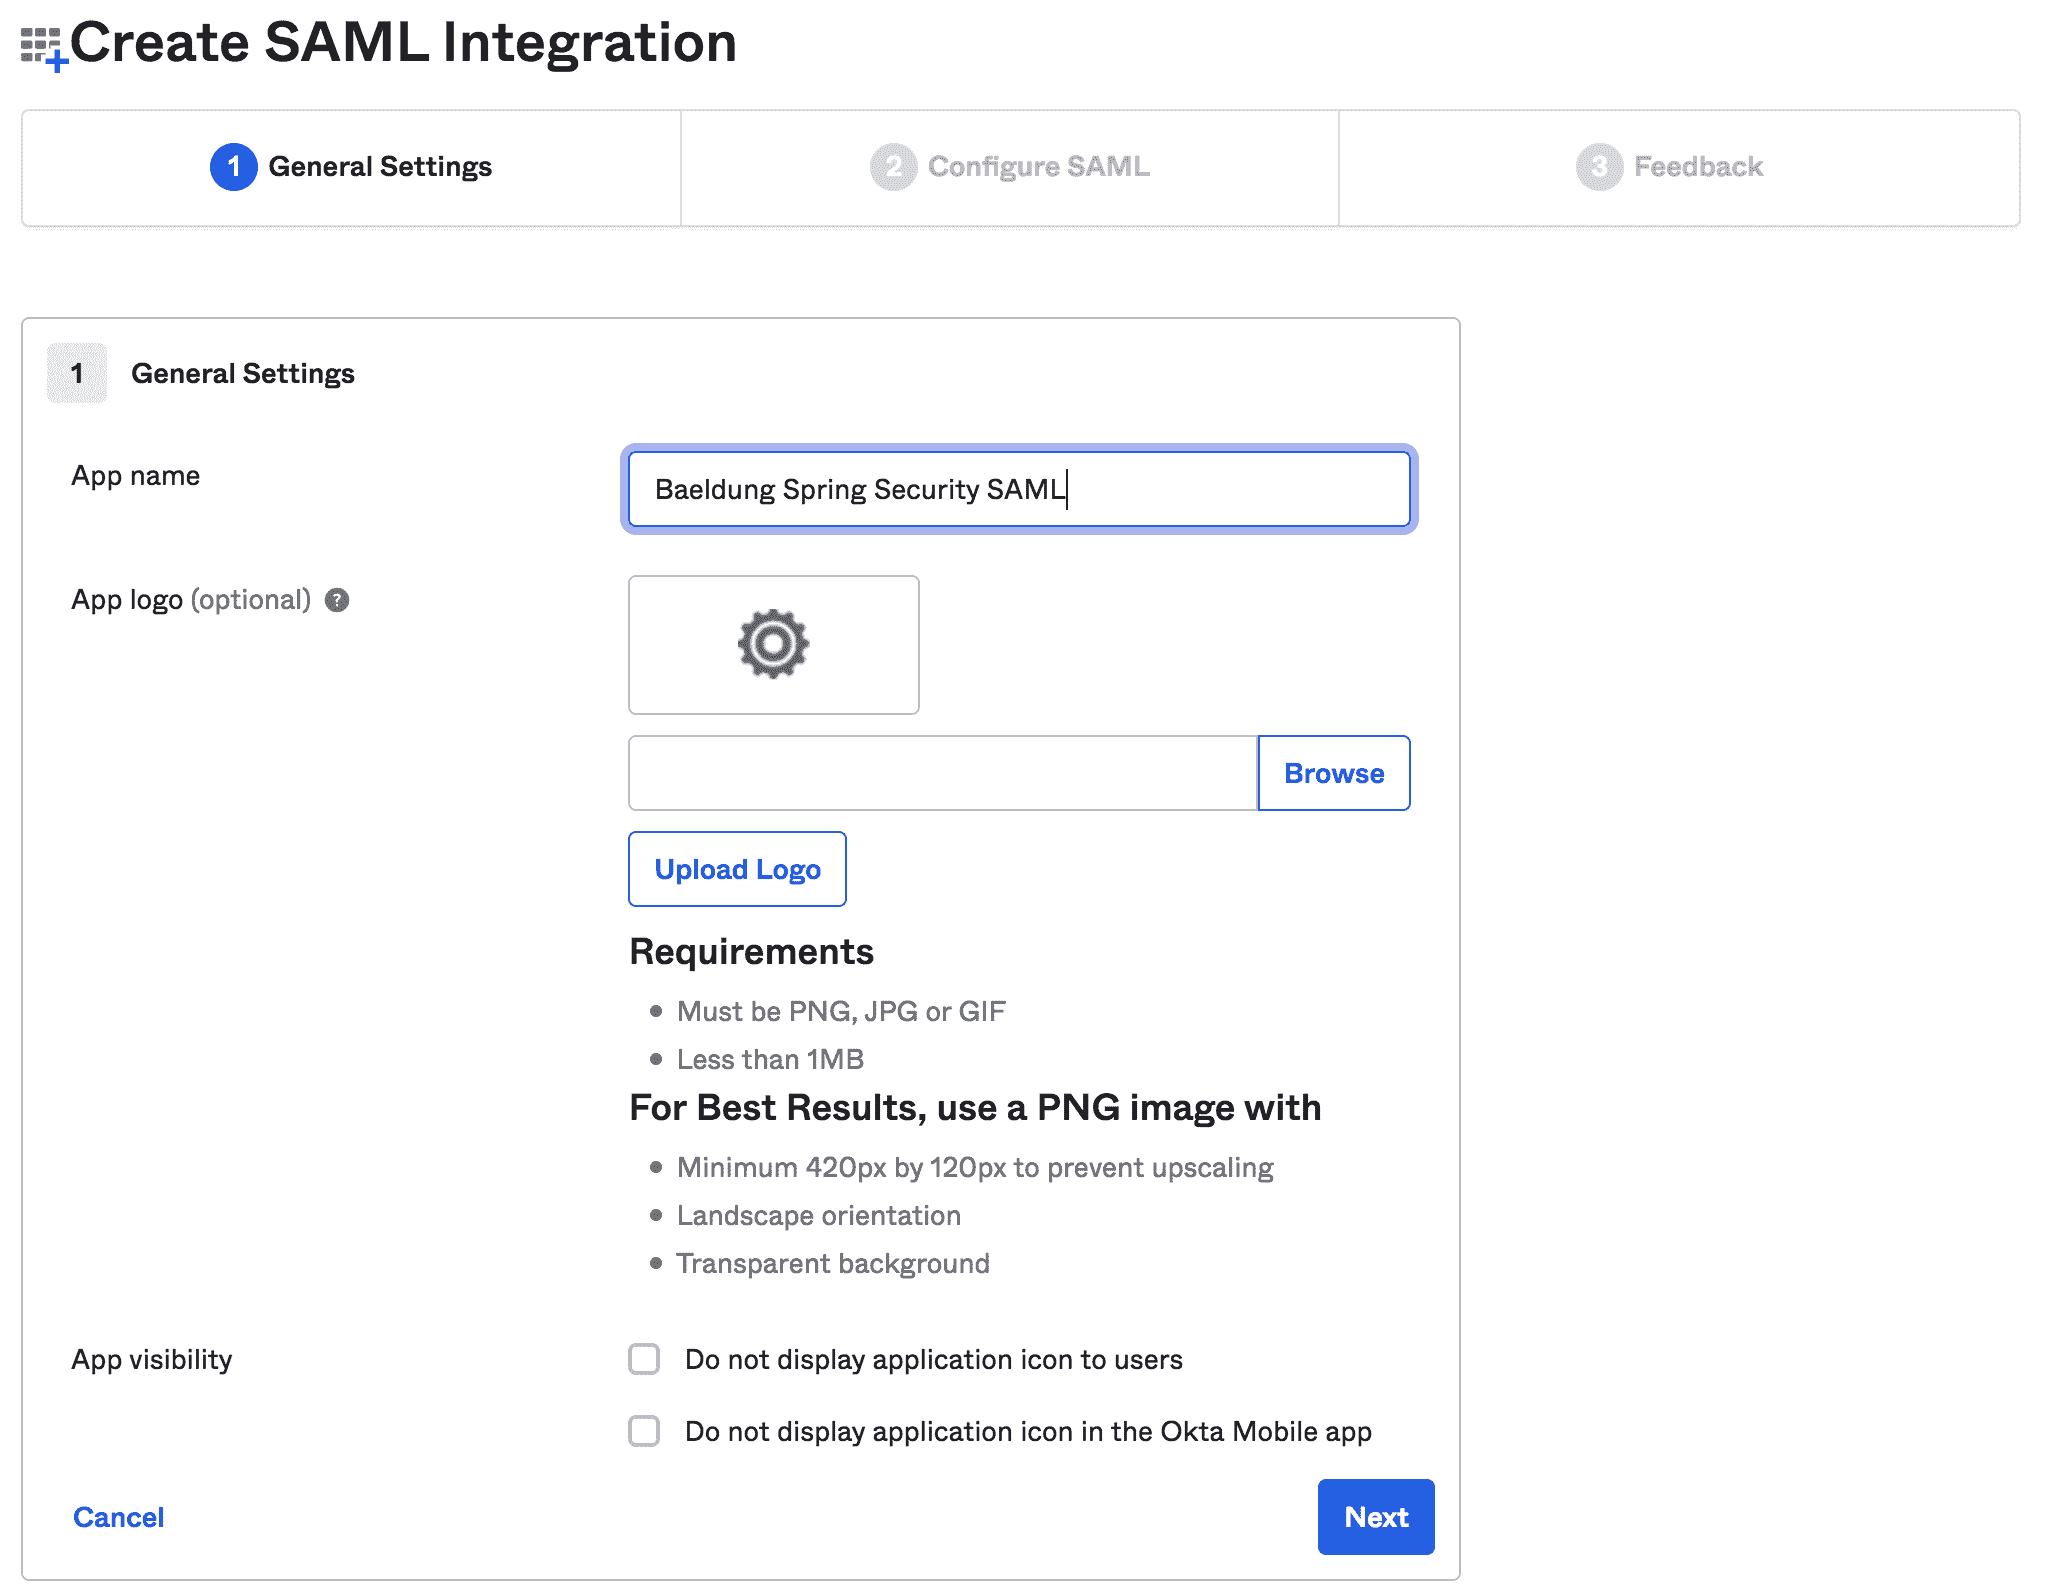 Create SAML Integration
1 General Settings
2 Configure SAML
3 Feedback
1 General Settings
App name
Baeldung Spring Security SAML
App logo (optional) ?
Browse
Upload Logo
Requirements
Must be PNG, JPG or GIF
Less than 1MB
For Best Results, use a PNG image with
Minimum 420px by 120px to prevent upscaling
Landscape orientation
Transparent background
App visibility
Do not display application icon to users
Do not display application icon in the Okta Mobile app
Cancel
Next